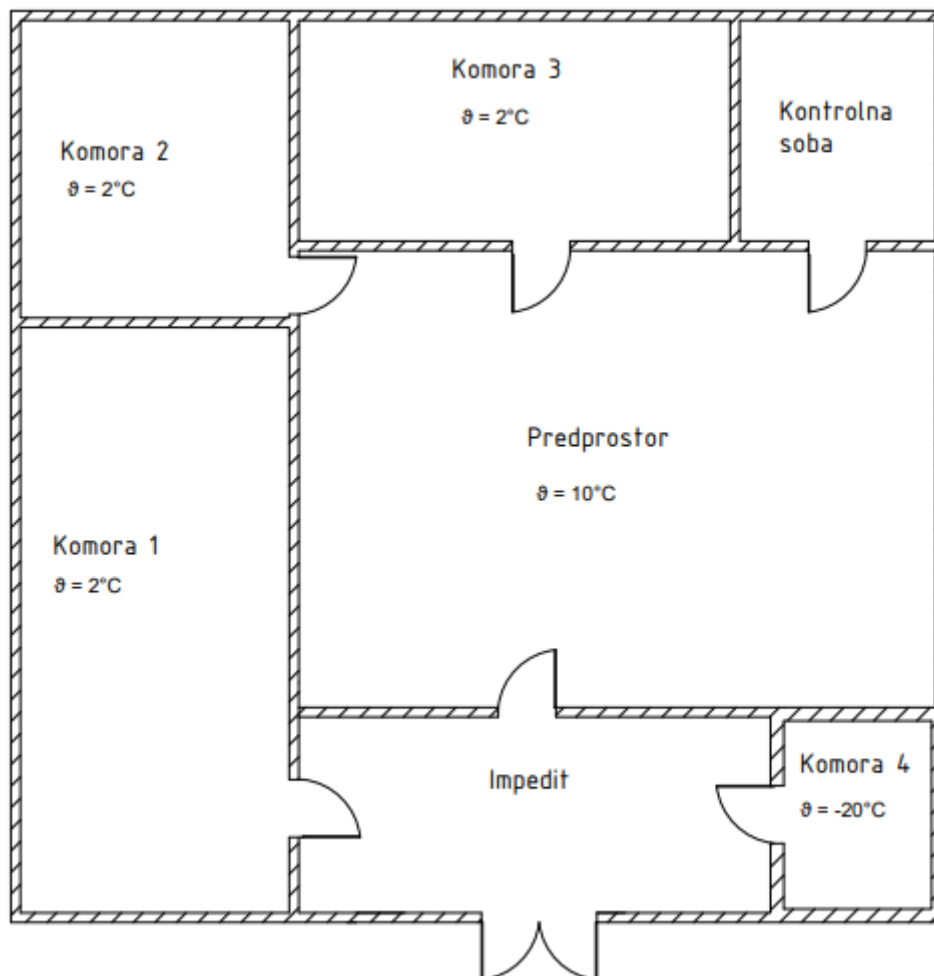 Komora 3
ϑ = 2°C
Kontrolna
soba
Komora 2
ϑ = 2°C
Predprostor
ϑ = 10°C
Komora 1
ϑ = 2°C
Impedit
Komora 4
ϑ = -20°C